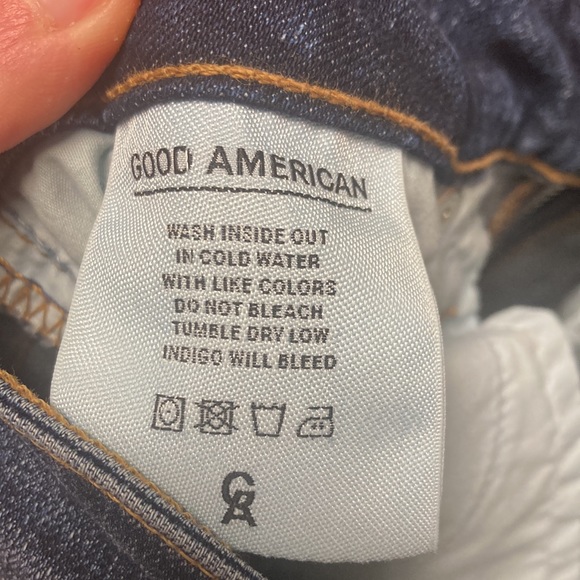 GOOD AMERICAN
WASH INSIDE OUT
IN COLD WATER
WITH LIKE COLORS
DO NOT BLEACH
TUMBLE DRY LOW
INDIGO WILL BLEED
GA